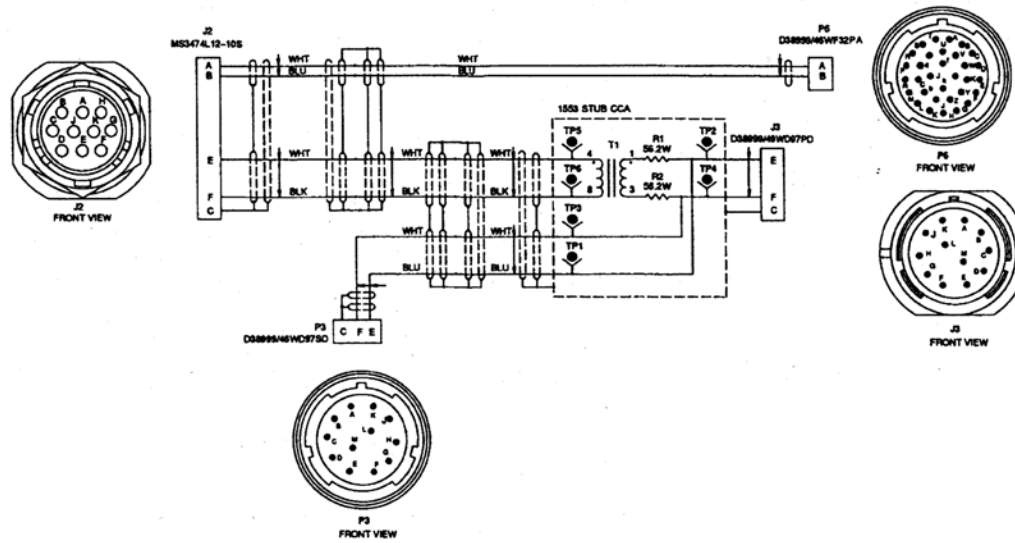 J2
MS3474L12-10S
P6
D38999/46WF32PA
A
B
WHT
BLU
WHT
BLU
A
B
B A H
C J K G
D E F
J2
FRONT VIEW
P6
FRONT VIEW
1553 STUB CCA
J3
D38999/49WD97PD
TP5
T1
R1
56.2W
TP2
E
WHT
WHT
4
1
E
TP6
R2
56.2W
TP4
F
BLK
BLK
BLK
8
3
F
C
C
TP3
WHT
WHT
TP1
BLU
BLU
P3
D38999/46WD97SD
C F E
K A
J B
L
H C
M
G D
F E
J3
FRONT VIEW
A K
B J
L
C H
M
D G
E F
P3
FRONT VIEW